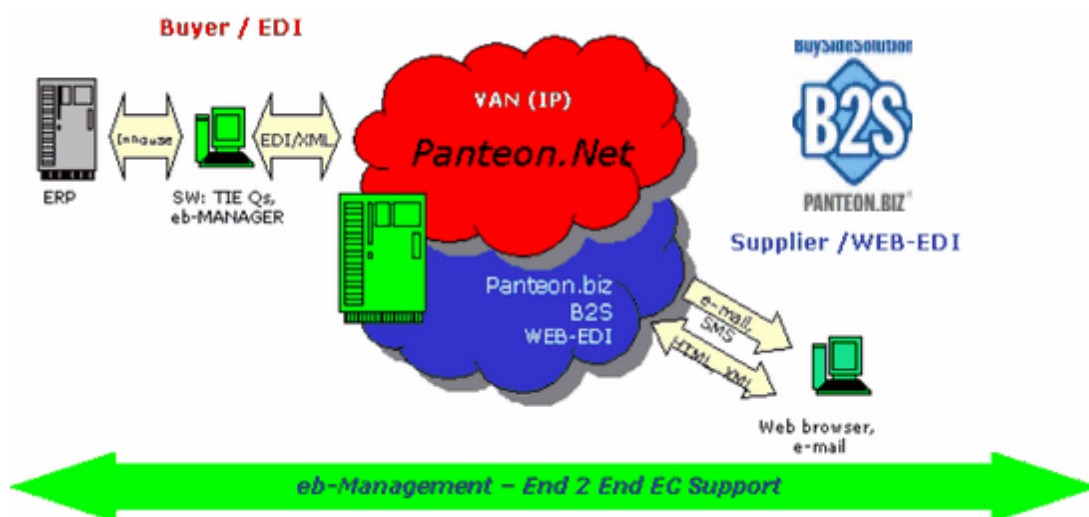 Buyer / EDI
BuySideSolution
B2S
PANTEON.BIZ®
Supplier /WEB-EDI
VAN (IP)
Panteon.Net
Inhouse
EDI/XML
ERP
SW: TIE Qs,
eb-MANAGER
Panteon.biz
B2S
WEB-EDI
e-mail,
SMS
HTML, XML
Web browser,
e-mail
eb-Management – End 2 End EC Support